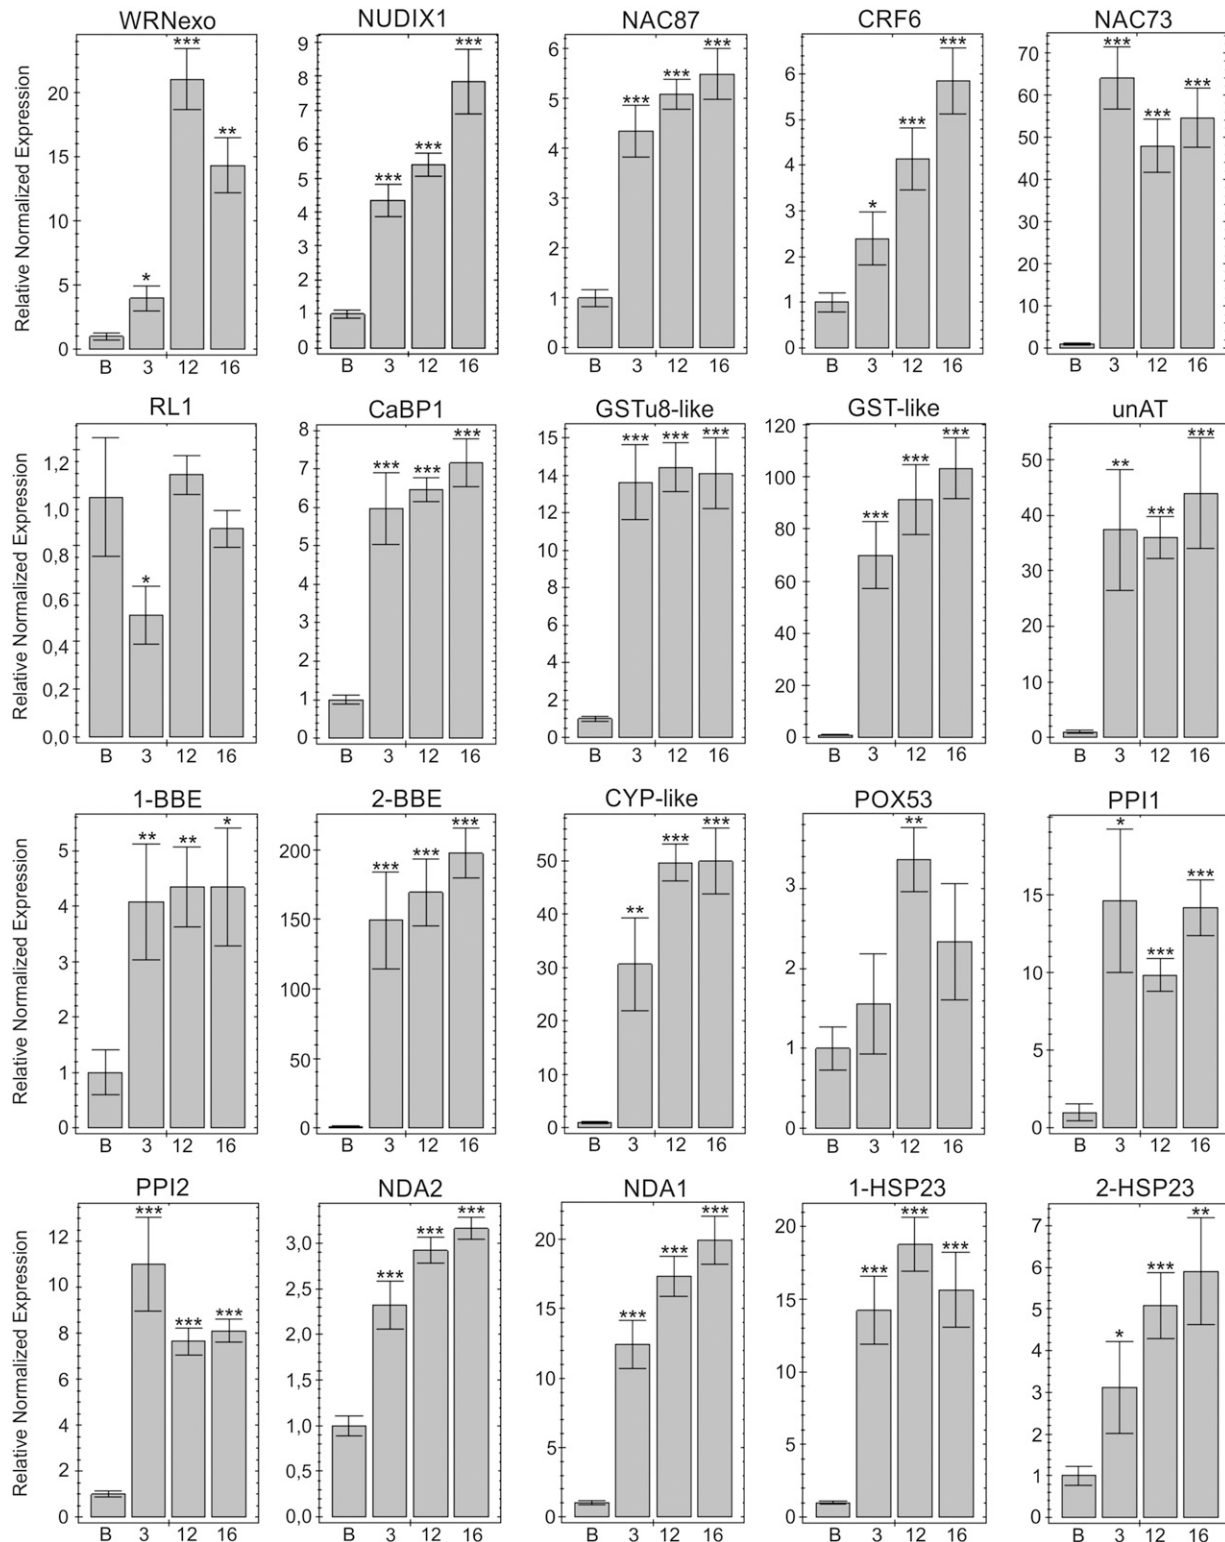 WRNexo NUDIX1 NAC87 CRF6 NAC73
Relative Normalized Expression
20
15
10
5
0
B 3 12 16
* *** **
9
8
7
6
5
4
3
2
1
0
B 3 12 16
*** *** ***
6
5
4
3
2
1
0
B 3 12 16
*** *** ***
6
5
4
3
2
1
0
B 3 12 16
* *** ***
70
60
50
40
30
20
10
0
B 3 12 16
*** *** ***
RL1 CaBP1 GSTu8-like GST-like unAT
Relative Normalized Expression
1,2
1,0
0,8
0,6
0,4
0,2
0,0
B 3 12 16
*
8
7
6
5
4
3
2
1
0
B 3 12 16
*** *** ***
15
14
12
10
8
6
4
2
0
B 3 12 16
*** *** ***
120
100
80
60
40
20
0
B 3 12 16
*** *** ***
50
40
30
20
10
0
B 3 12 16
** *** ***
1-BBE 2-BBE CYP-like POX53 PPI1
Relative Normalized Expression
5
4
3
2
1
0
B 3 12 16
** ** *
200
150
100
50
0
B 3 12 16
*** *** ***
50
40
30
20
10
0
B 3 12 16
** *** ***
3
2
1
0
B 3 12 16
**
15
10
5
0
B 3 12 16
* *** ***
PPI2 NDA2 NDA1 1-HSP23 2-HSP23
Relative Normalized Expression
12
10
8
6
4
2
0
B 3 12 16
*** *** ***
3,0
2,5
2,0
1,5
1,0
0,5
0,0
B 3 12 16
*** *** ***
20
15
10
5
0
B 3 12 16
*** *** ***
20
15
10
5
0
B 3 12 16
*** *** ***
7
6
5
4
3
2
1
0
B 3 12 16
* *** **